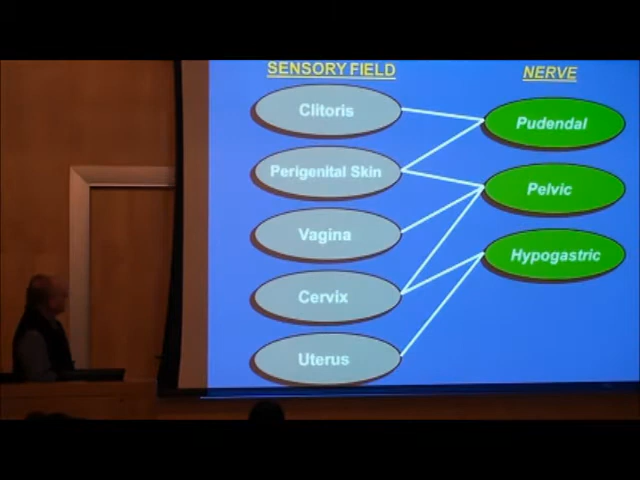 SENSORY FIELD
NERVE
Clitoris
Pudendal
Perigenital Skin
Pelvic
Vagina
Hypogastric
Cervix
Uterus